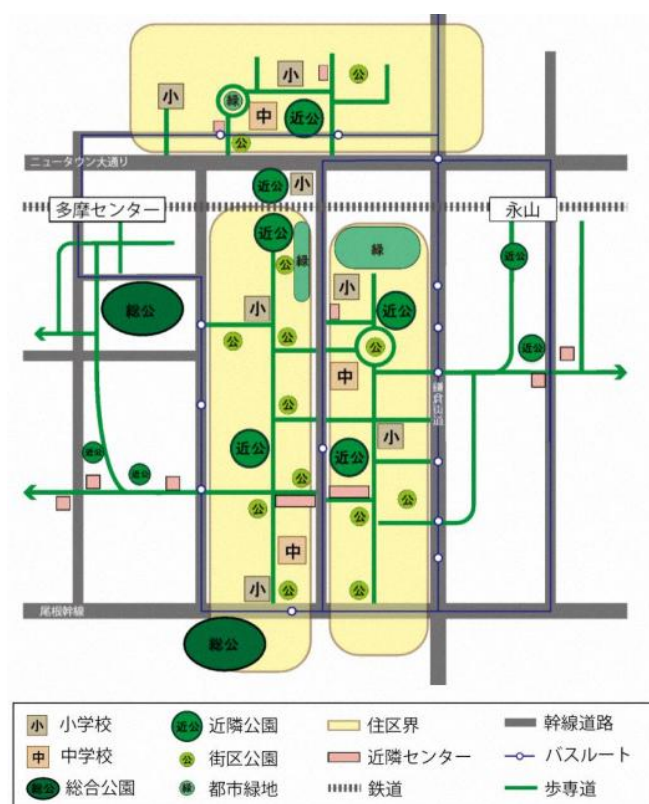 小
公
小
緑
中
近公
公
ニュータウン大通り
近公
小
多摩センター
永山
近公
緑
緑
近公
公
小
総公
小
近公
公
公
公
近公
中
鎌倉街道
公
小
近公
近公
近公
近公
公
公
公
公
中
小
公
尾根幹線
総公
小 小学校
近公 近隣公園
住区界
幹線道路
中 中学校
公 街区公園
近隣センター
バスルート
総公 総合公園
緑 都市緑地
鉄道
歩専道